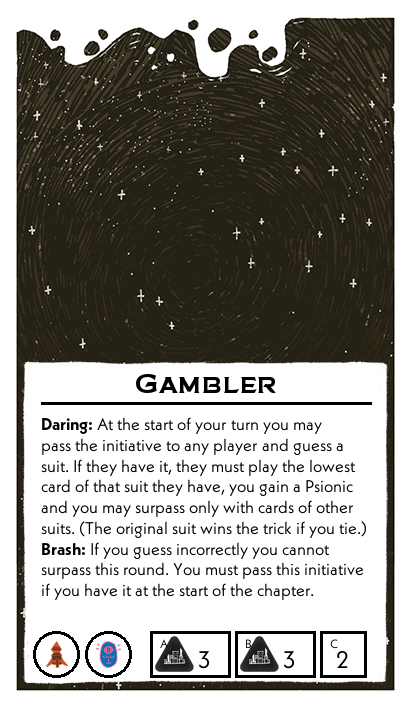 GAMBLER
Daring: At the start of your turn you may
pass the initiative to any player and guess a
suit. If they have it, they must play the lowest
card of that suit they have, you gain a Psionic
and you may surpass only with cards of other
suits. (The original suit wins the trick if you tie.)
Brash: If you guess incorrectly you cannot
surpass this round. You must pass this initiative
if you have it at the start of the chapter.
A 3 B 3 C 2